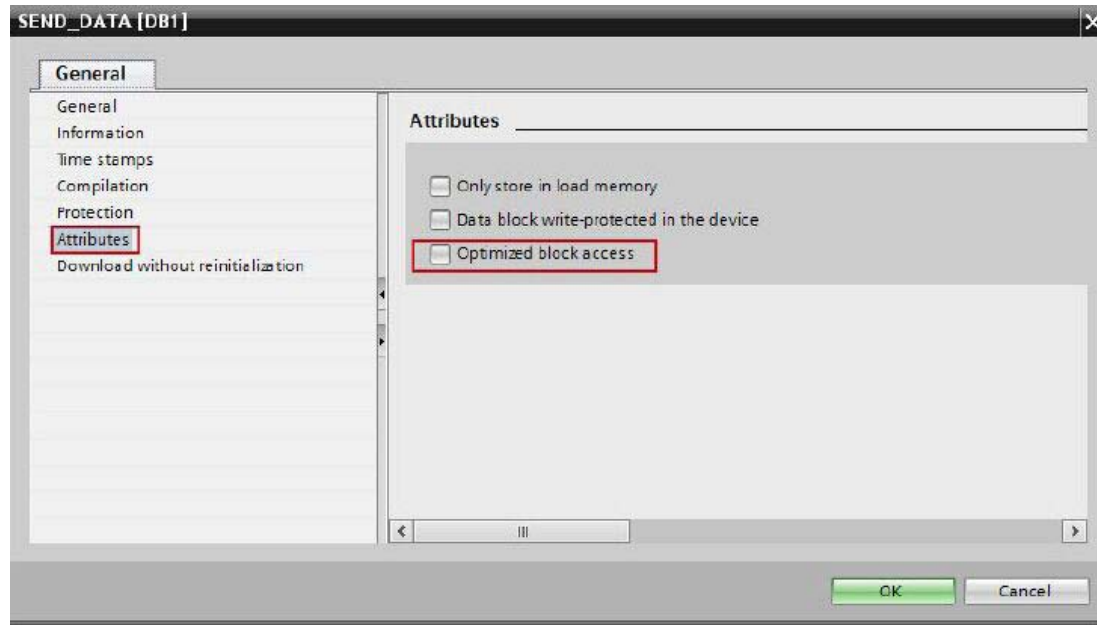 SEND_DATA [DB1]
General
General
Information
Time stamps
Compilation
Protection
Attributes
Download without reinitialization
Attributes
Only store in load memory
Data block write-protected in the device
Optimized block access
OK
Cancel